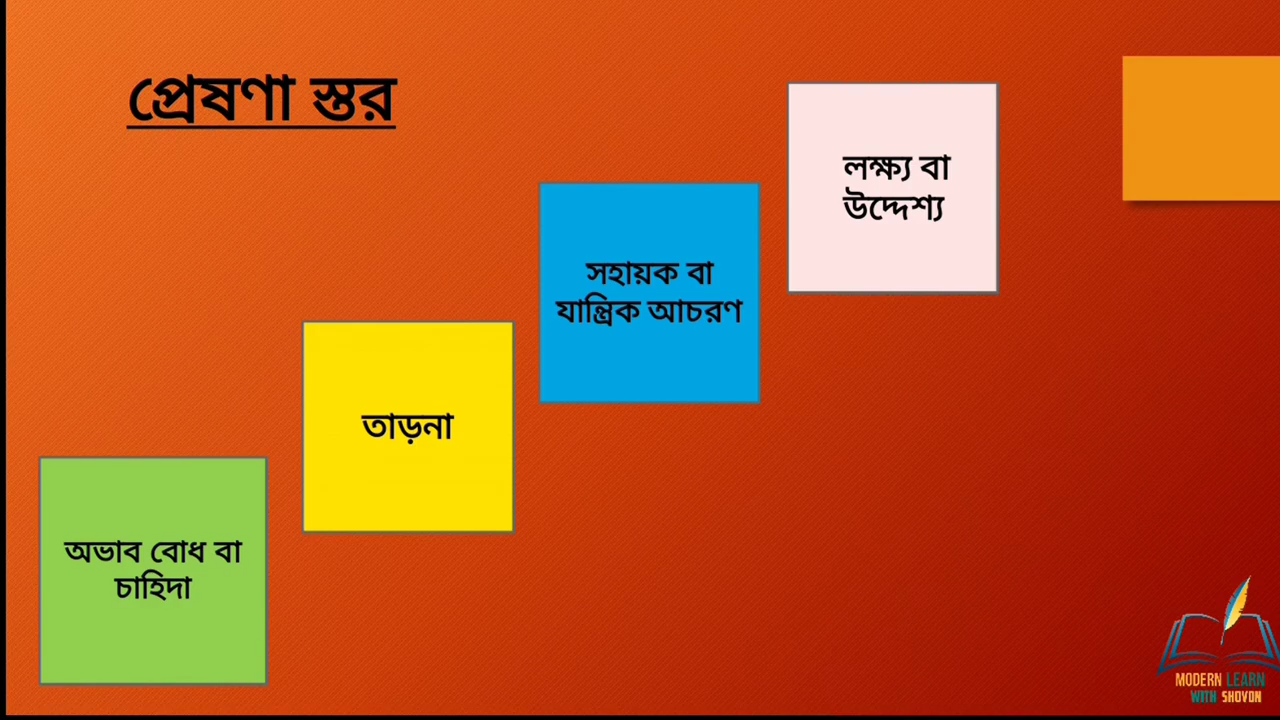 প্রেষণা স্তর
লক্ষ্য বা
উদ্দেশ্য
সহায়ক বা
যান্ত্রিক আচরণ
তাড়না
অভাব বোধ বা
চাহিদা
MODERN LEARN
WITH SHOVON